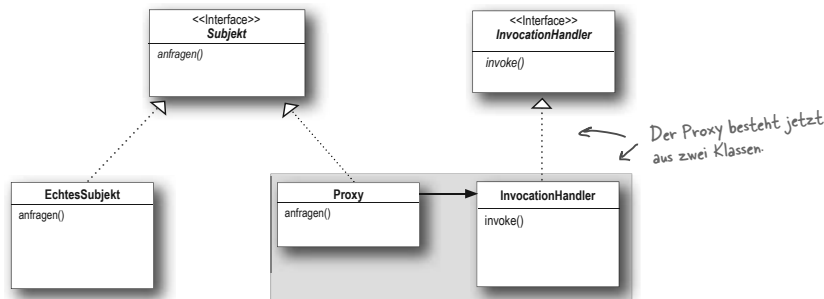 <<Interface>>
Subjekt
anfragen()
<<Interface>>
InvocationHandler
invoke()
Der Proxy besteht jetzt
aus zwei Klassen.
EchtesSubjekt
anfragen()
Proxy
anfragen()
InvocationHandler
invoke()